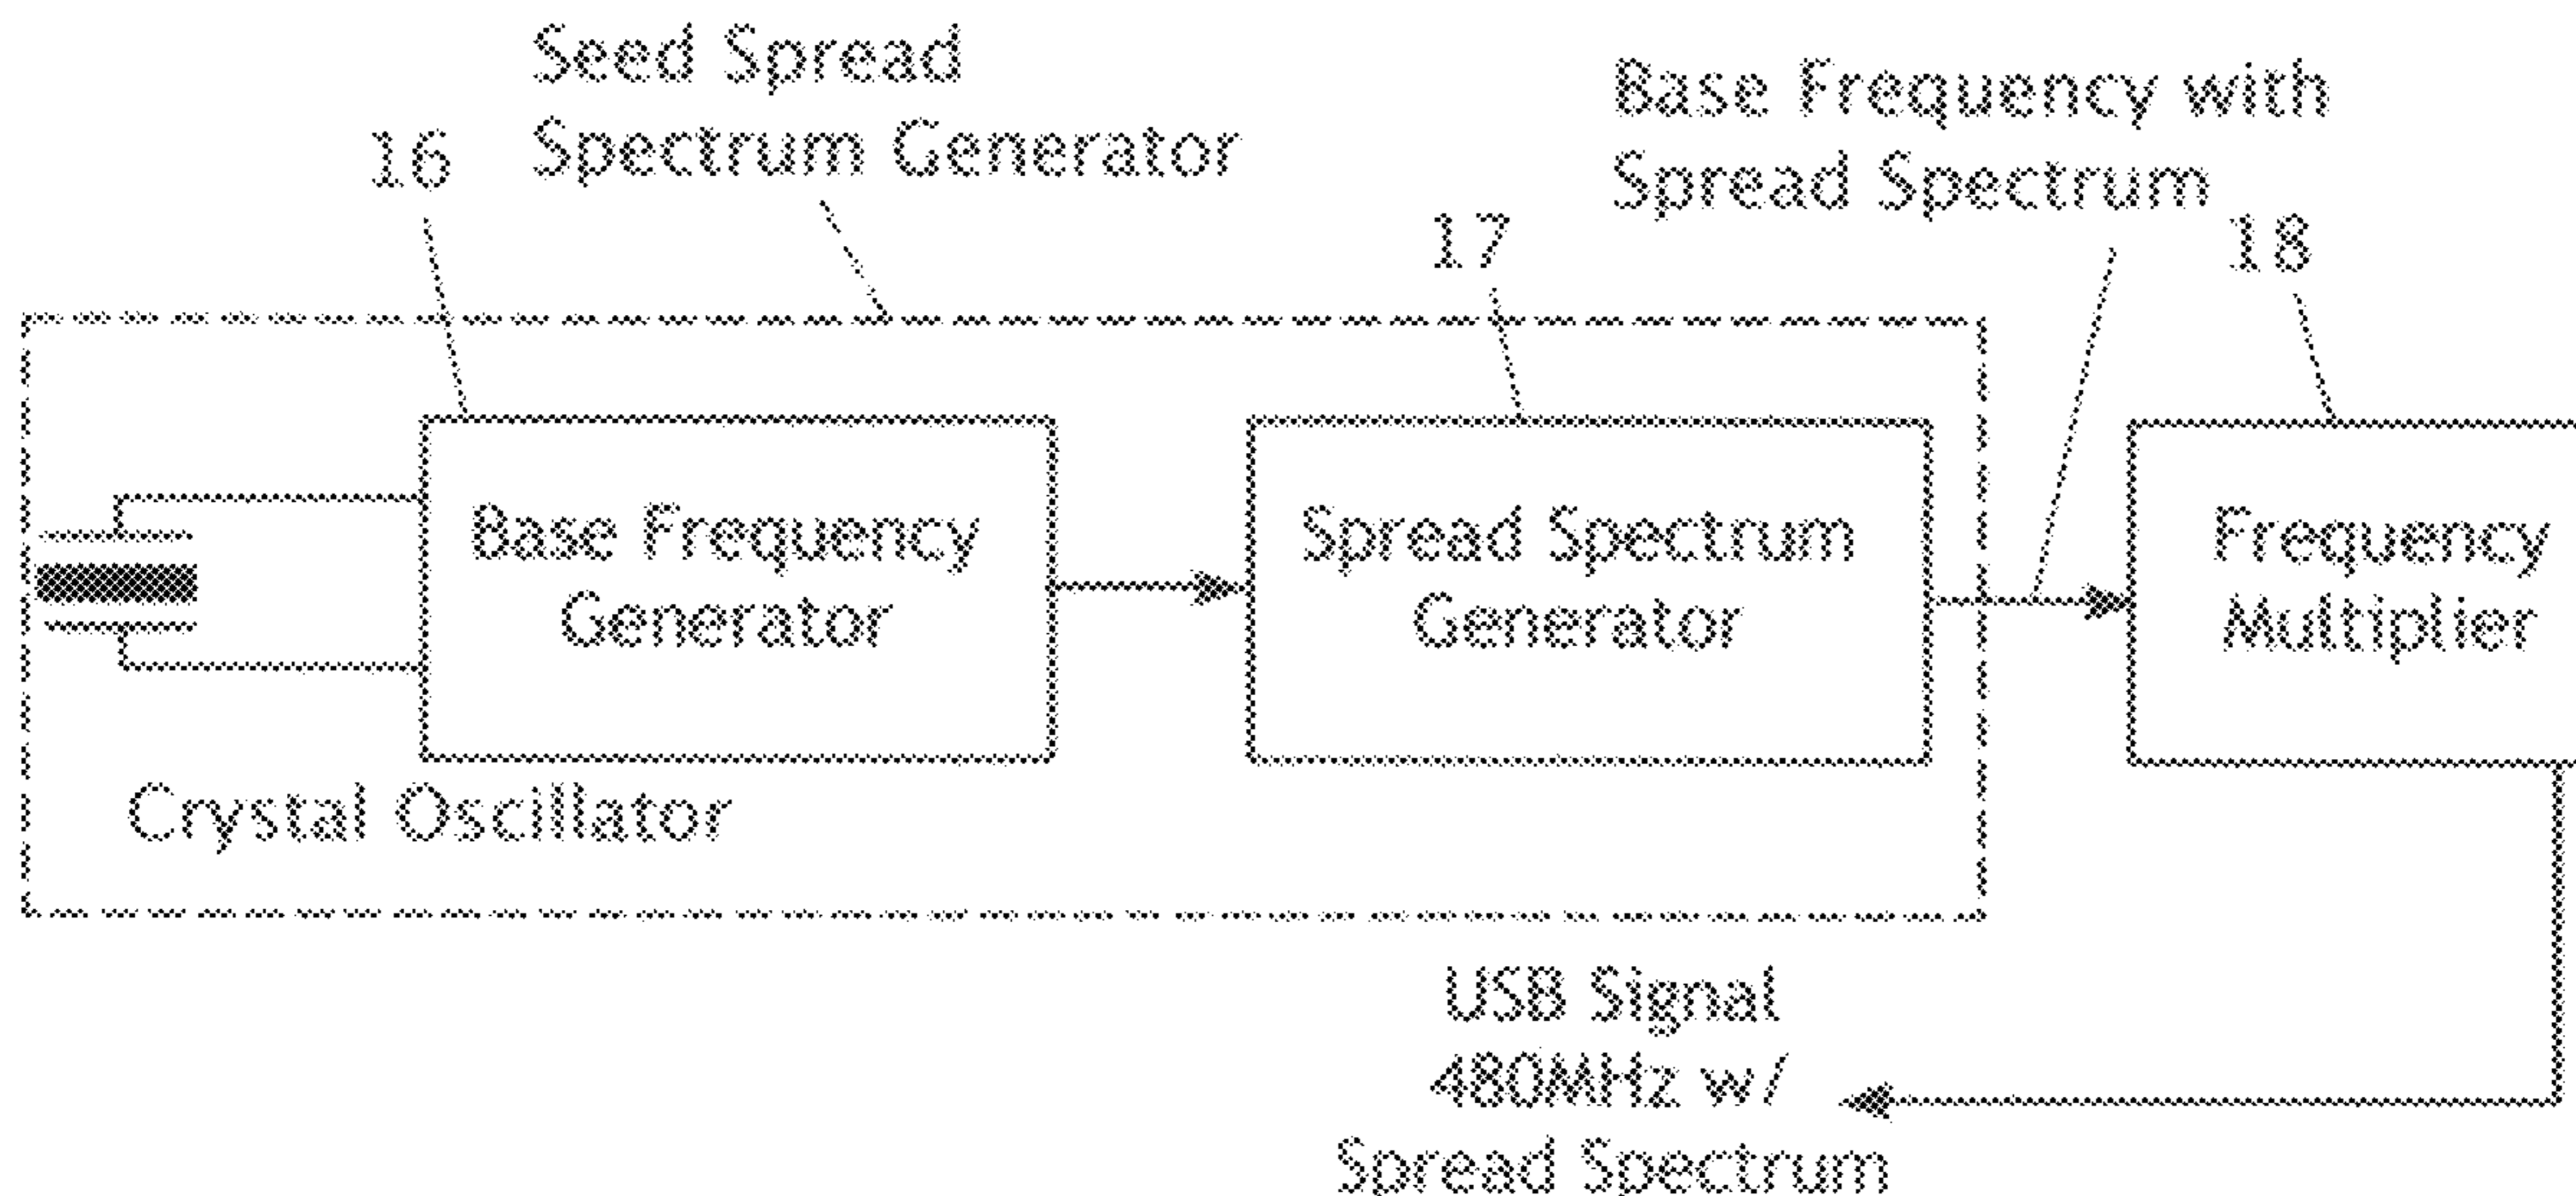 Seed Spread
Spectrum Generator
16
Base Frequency with
Spread Spectrum
17
18
Base Frequency
Generator
Spread Spectrum
Generator
Frequency
Multiplier
Crystal Oscillator
USB Signal
480MHz w/
Spread Spectrum